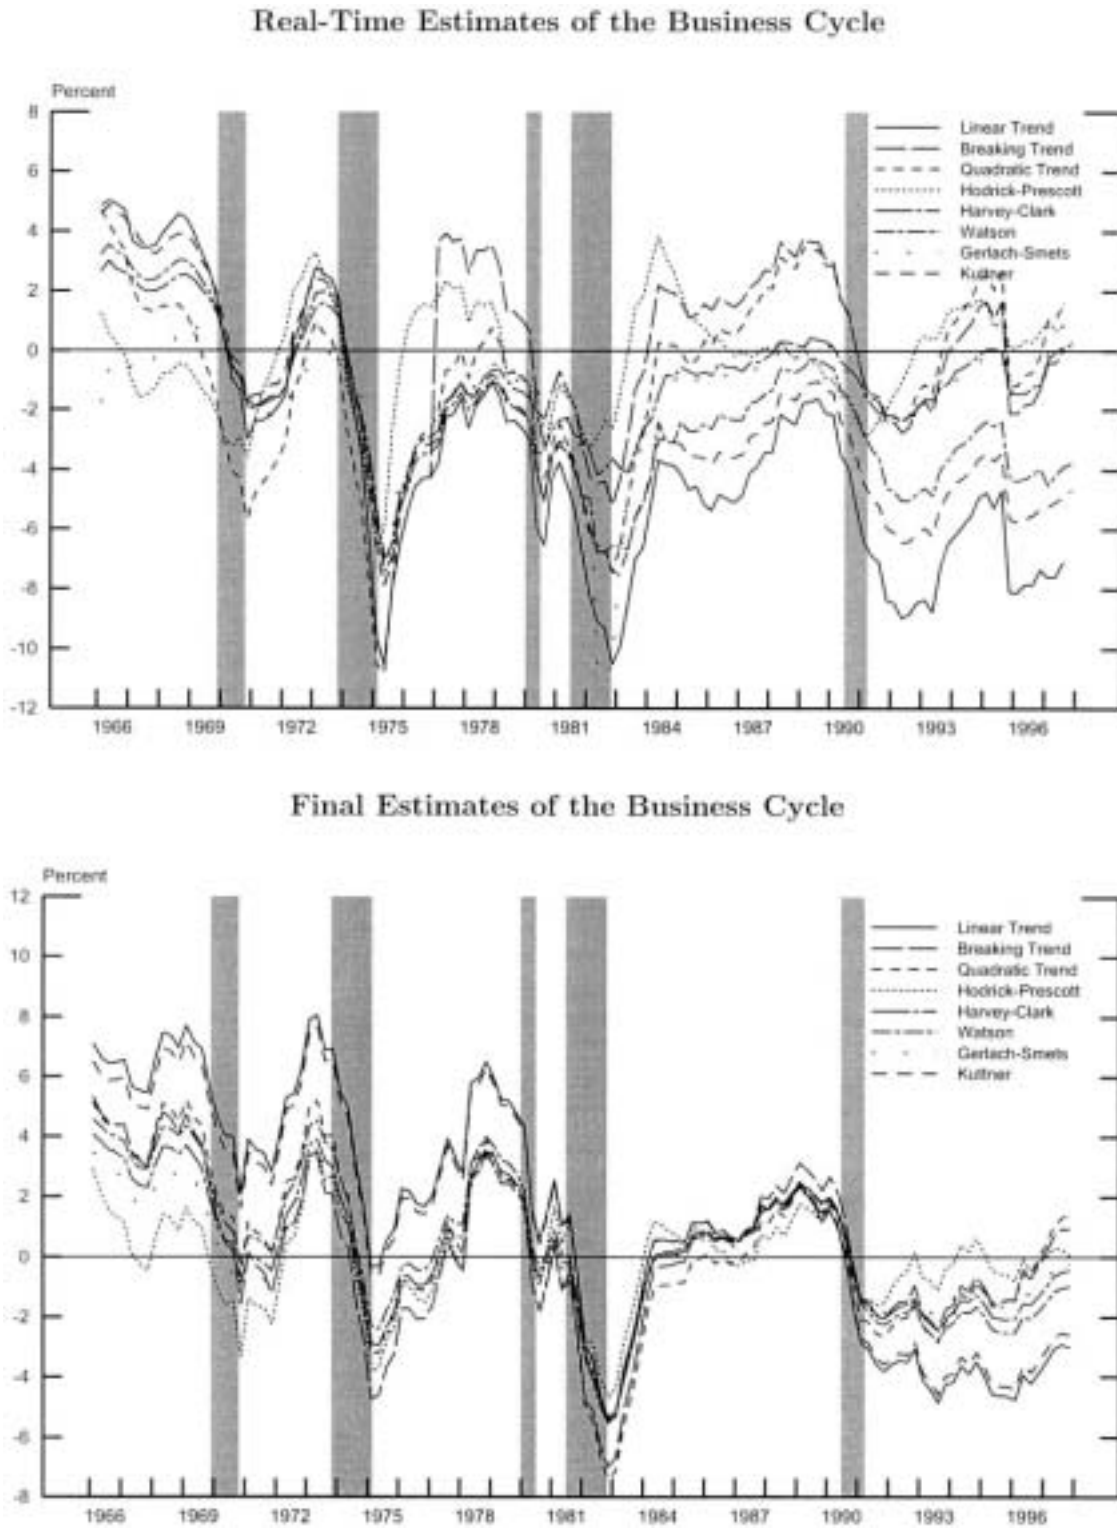 Real-Time Estimates of the Business Cycle
Percent
8
6
4
2
0
-2
-4
-6
-8
-10
-12
Linear Trend
Breaking Trend
Quadratic Trend
Hodrick-Prescott
Harvey-Clark
Watson
Gerlach-Smets
Kuttner
1966 1969 1972 1975 1978 1981 1984 1987 1990 1993 1996
Final Estimates of the Business Cycle
Percent
12
10
8
6
4
2
0
-2
-4
-6
-8
Linear Trend
Breaking Trend
Quadratic Trend
Hodrick-Prescott
Harvey-Clark
Watson
Gerlach-Smets
Kuttner
1966 1969 1972 1975 1978 1981 1984 1987 1990 1993 1996